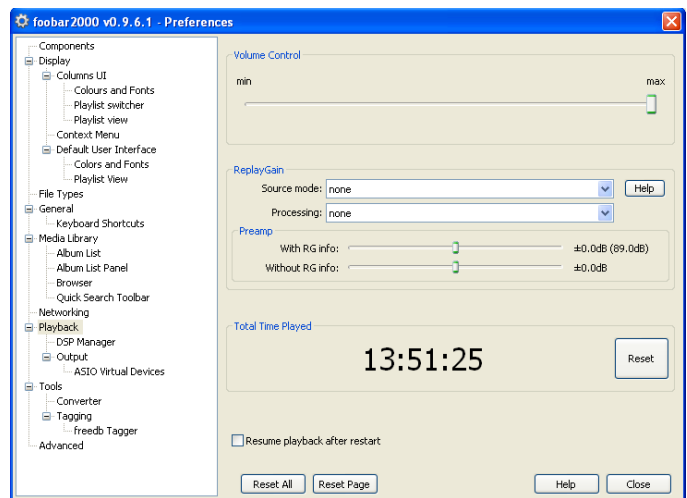 foobar2000 v0.9.6.1 - Preferences
Components
Display
Columns UI
Colours and Fonts
Playlist switcher
Playlist view
Context Menu
Default User Interface
Colors and Fonts
Playlist View
File Types
General
Keyboard Shortcuts
Media Library
Album List
Album List Panel
Browser
Quick Search Toolbar
Networking
Playback
DSP Manager
Output
ASIO Virtual Devices
Tools
Converter
Tagging
freedb Tagger
Advanced
Volume Control
min max
ReplayGain
Source mode: none Help
Processing: none
Preamp
With RG info: ±0.0dB (89.0dB)
Without RG info: ±0.0dB
Total Time Played
13:51:25 Reset
Resume playback after restart
Reset All Reset Page Help Close